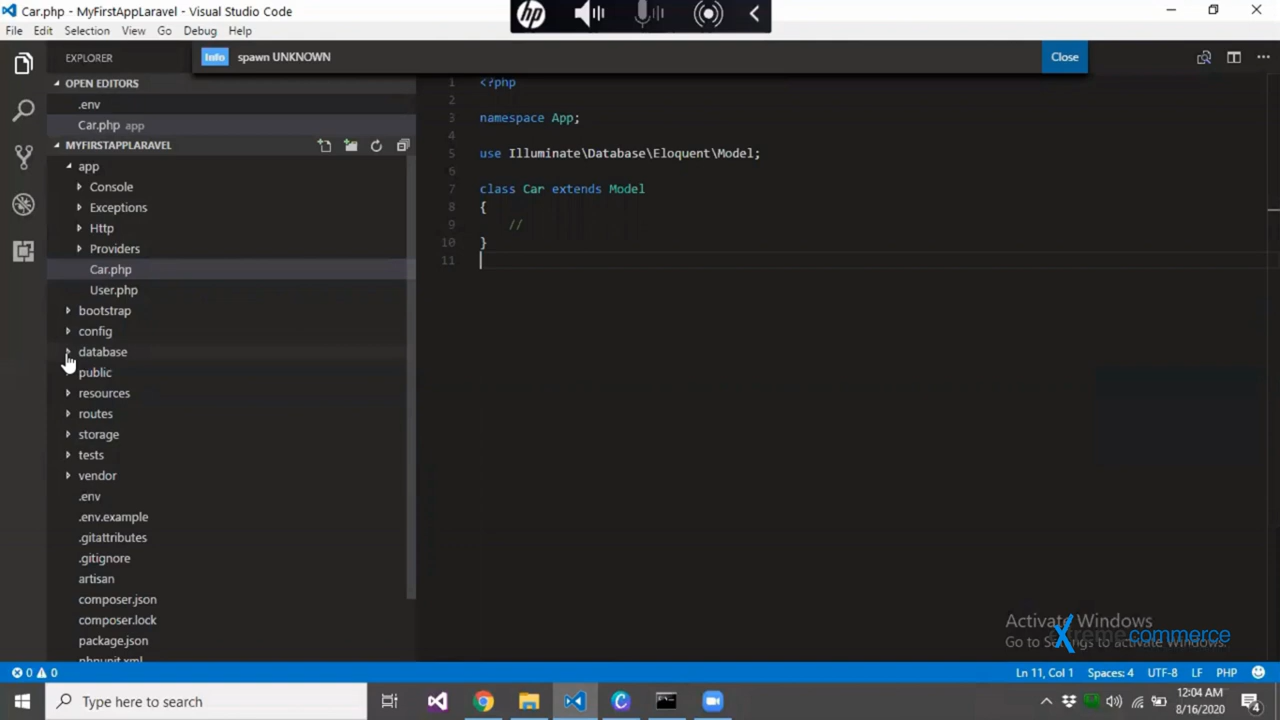 Car.php - MyFirstAppLaravel - Visual Studio Code
hp
File Edit Selection View Go Debug Help
EXPLORER
Info spawn UNKNOWN Close
OPEN EDITORS
.env
Car.php app
MYFIRSTAPPLARAVEL
app
Console
Exceptions
Http
Providers
Car.php
User.php
bootstrap
config
database
public
resources
routes
storage
tests
vendor
.env
.env.example
.gitattributes
.gitignore
artisan
composer.json
composer.lock
package.json
phpunit.xml
1 <?php
2
3 namespace App;
4
5 use Illuminate\Database\Eloquent\Model;
6
7 class Car extends Model
8 {
9 //
10 }
11
Activate Windows
Go to Settings to activate Windows.
extreme commerce
0 0
Ln 11, Col 1 Spaces: 4 UTF-8 LF PHP
Type here to search
12:04 AM
8/16/2020
4